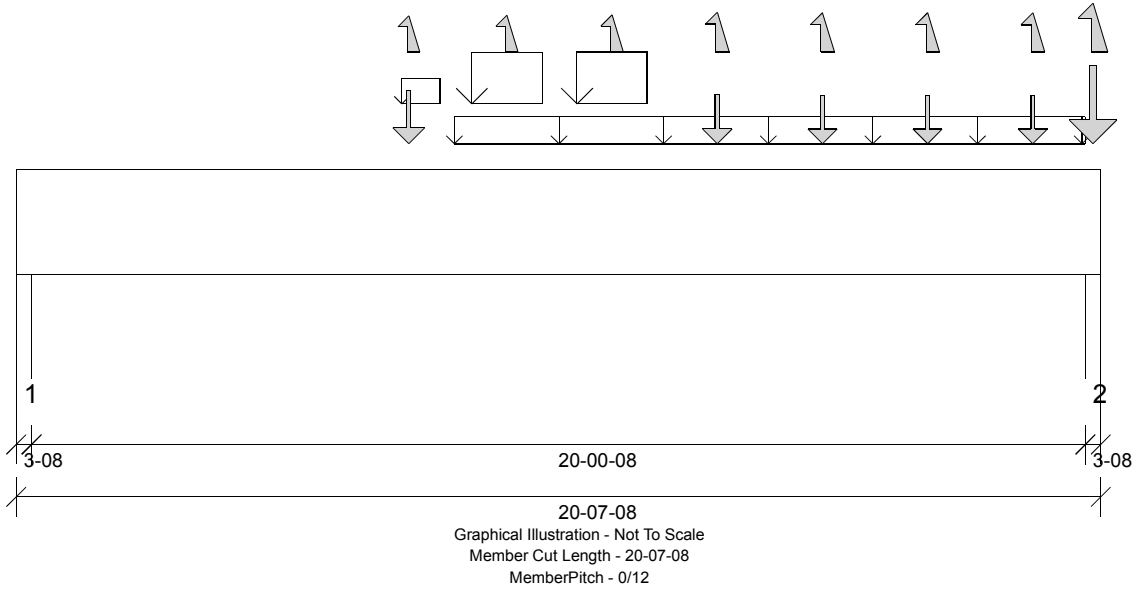 1
2
3-08
20-00-08
3-08
20-07-08
Graphical Illustration - Not To Scale
Member Cut Length - 20-07-08
MemberPitch - 0/12